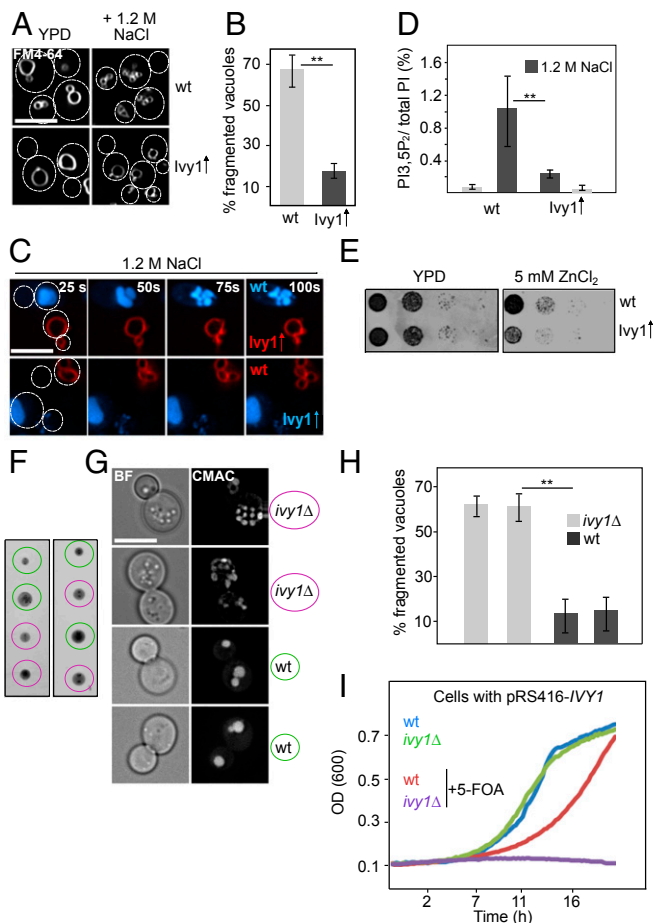 A
YPD
+ 1.2 M
NaCl
FM4-64
wt
Ivy1↑
B
% fragmented vacuoles
70
50
30
10
**
wt
Ivy1↑
D
PI3,5P₂/ total PI (%)
1.6
1.2
0.8
0.4
1.2 M NaCl
**
wt
Ivy1↑
C
1.2 M NaCl
25 s
50s
75s
wt
100s
Ivy1↑
wt
Ivy1↑
E
YPD
5 mM ZnCl₂
wt
Ivy1↑
F
G
BF
CMAC
ivy1Δ
ivy1Δ
wt
wt
H
% fragmented vacuoles
70
50
30
10
**
ivy1Δ
wt
I
Cells with pRS416-IVY1
OD (600)
0.7
0.5
0.3
0.1
wt
ivy1Δ
wt
ivy1Δ
+5-FOA
2 7 11 16
Time (h)